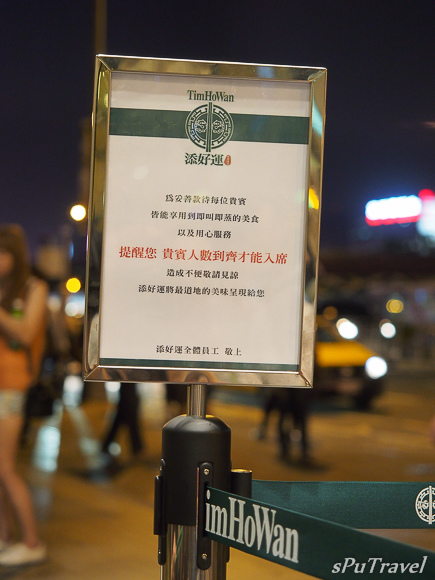 TimHoWan
添好運
為妥善款待每位貴賓
皆能享用到即叫即蒸的美食
以及用心服務
提醒您 貴賓人數到齊才能入席
造成不便敬請見諒
添好運將最道地的美味呈現給您
添好運全體員工 敬上
imHoWan
sPuTravel